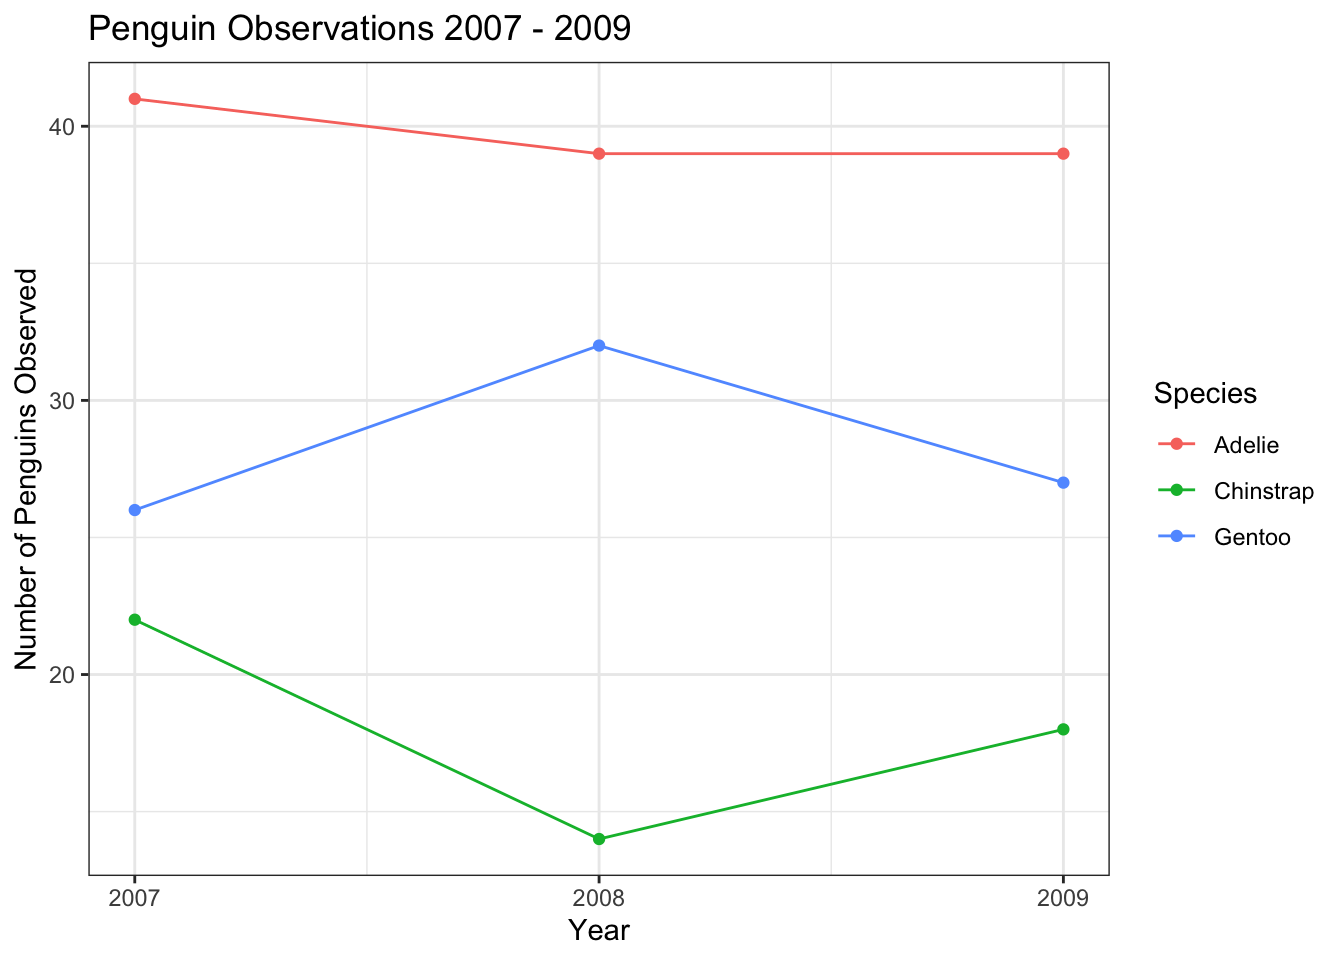 Penguin Observations 2007 - 2009
Number of Penguins Observed
40
30
20
2007
2008
2009
Year
Species
Adelie
Chinstrap
Gentoo